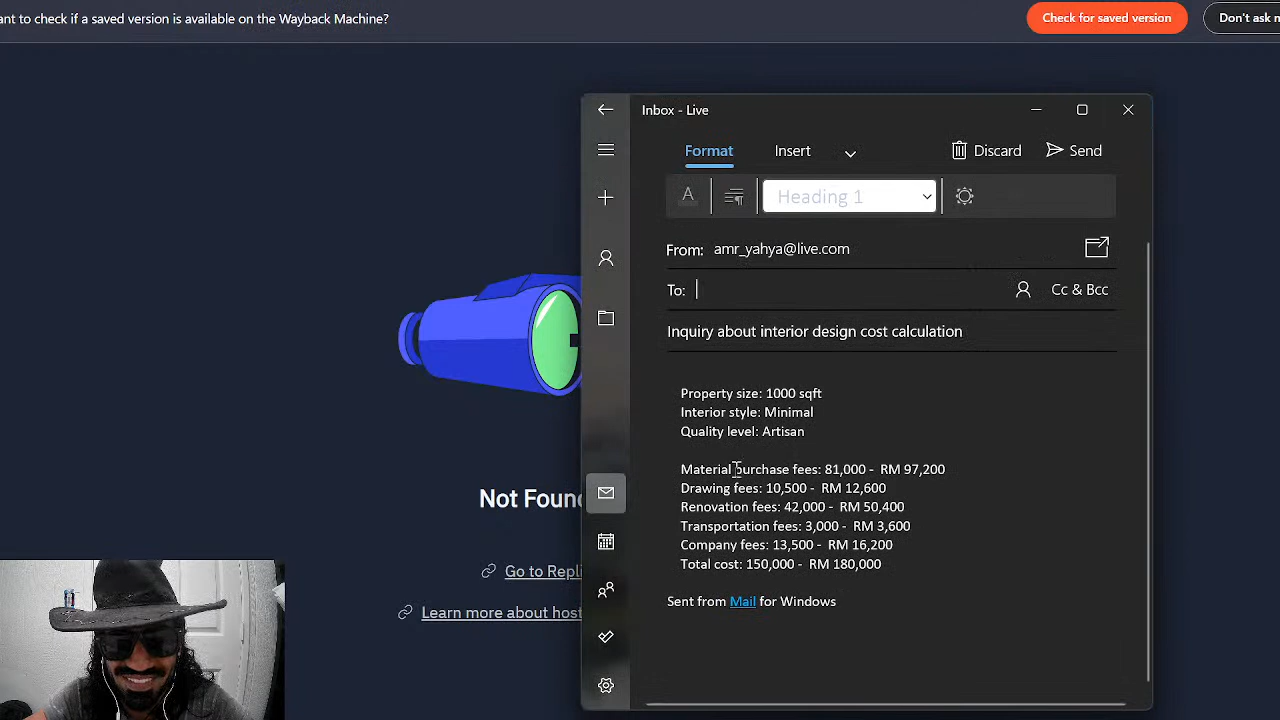 ant to check if a saved version is available on the Wayback Machine?
Check for saved version
Don't ask
Inbox - Live
Format
Insert
Discard
Send
A
Heading 1
From: amr_yahya@live.com
To:
Cc & Bcc
Inquiry about interior design cost calculation
Property size: 1000 sqft
Interior style: Minimal
Quality level: Artisan
Material purchase fees: 81,000 - RM 97,200
Drawing fees: 10,500 - RM 12,600
Renovation fees: 42,000 - RM 50,400
Transportation fees: 3,000 - RM 3,600
Company fees: 13,500 - RM 16,200
Total cost: 150,000 - RM 180,000
Sent from Mail for Windows
Not Foun
Go to Repl
Learn more about host